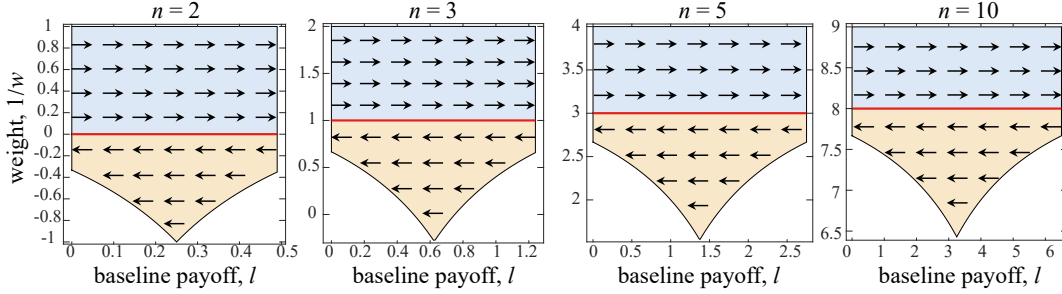 n = 2
n = 3
n = 5
n = 10
weight, 1/w
1
0.8
0.6
0.4
0.2
0
-0.2
-0.4
-0.6
-0.8
-1
0 0.1 0.2 0.3 0.4 0.5
baseline payoff, l
2
1.5
1
0.5
0
0 0.2 0.4 0.6 0.8 1.0 1.2
baseline payoff, l
4
3.5
3
2.5
2
0 0.5 1 1.5 2 2.5
baseline payoff, l
9
8.5
8
7.5
7
6.5
0 1 2 3 4 5 6
baseline payoff, l